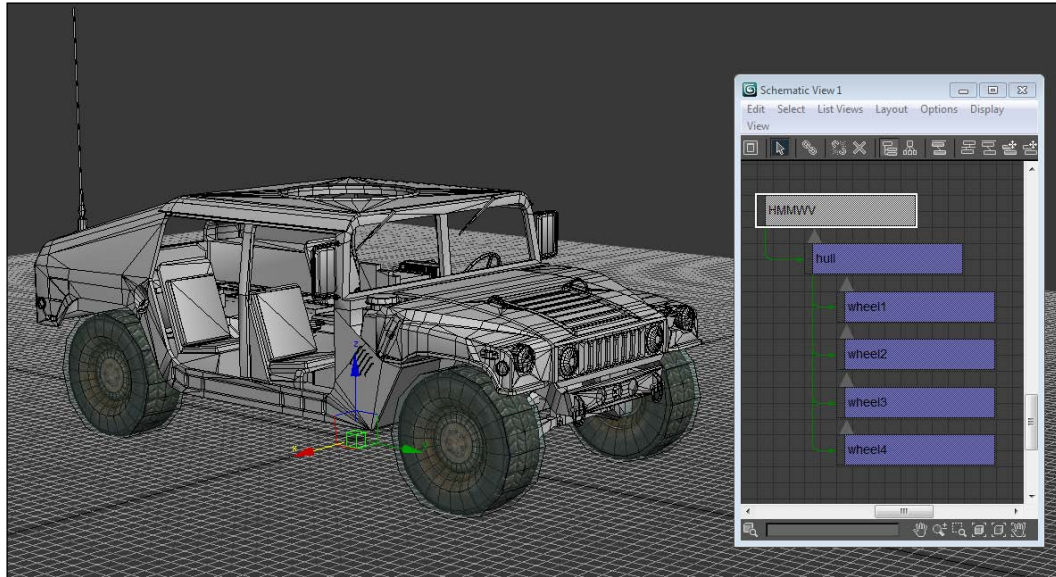 Schematic View 1
Edit Select List Views Layout Options Display
View
HMMWV
hull
wheel1
wheel2
wheel3
wheel4
z
x